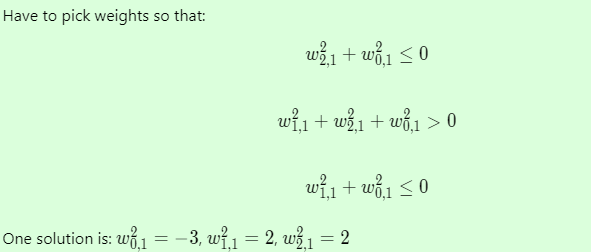 Have to pick weights so that:
$w^2_{2,1} + w^2_{0,1} \leq 0$
$w^2_{1,1} + w^2_{2,1} + w^2_{0,1} > 0$
$w^2_{1,1} + w^2_{0,1} \leq 0$
One solution is: $w^2_{0,1} = -3, w^2_{1,1} = 2, w^2_{2,1} = 2$